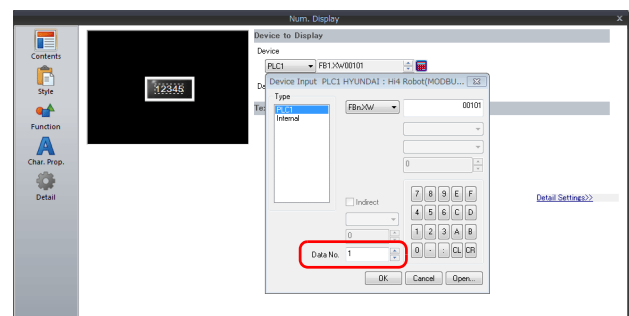 Num. Display
x
Contents
Style
Function
Char. Prop.
Detail
12345
Device to Display
Device
PLC1 FB1.XW00101
Device Input PLC1 HYUNDAI : Hi4 Robot(MODBU...
Type
PLC1
Internal
FBn.XW 00101
0
Indirect
0
7 8 9 E F
4 5 6 C D
1 2 3 A B
0 - : CL CR
Data No. 1
OK Cancel Open...
Detail Settings>>